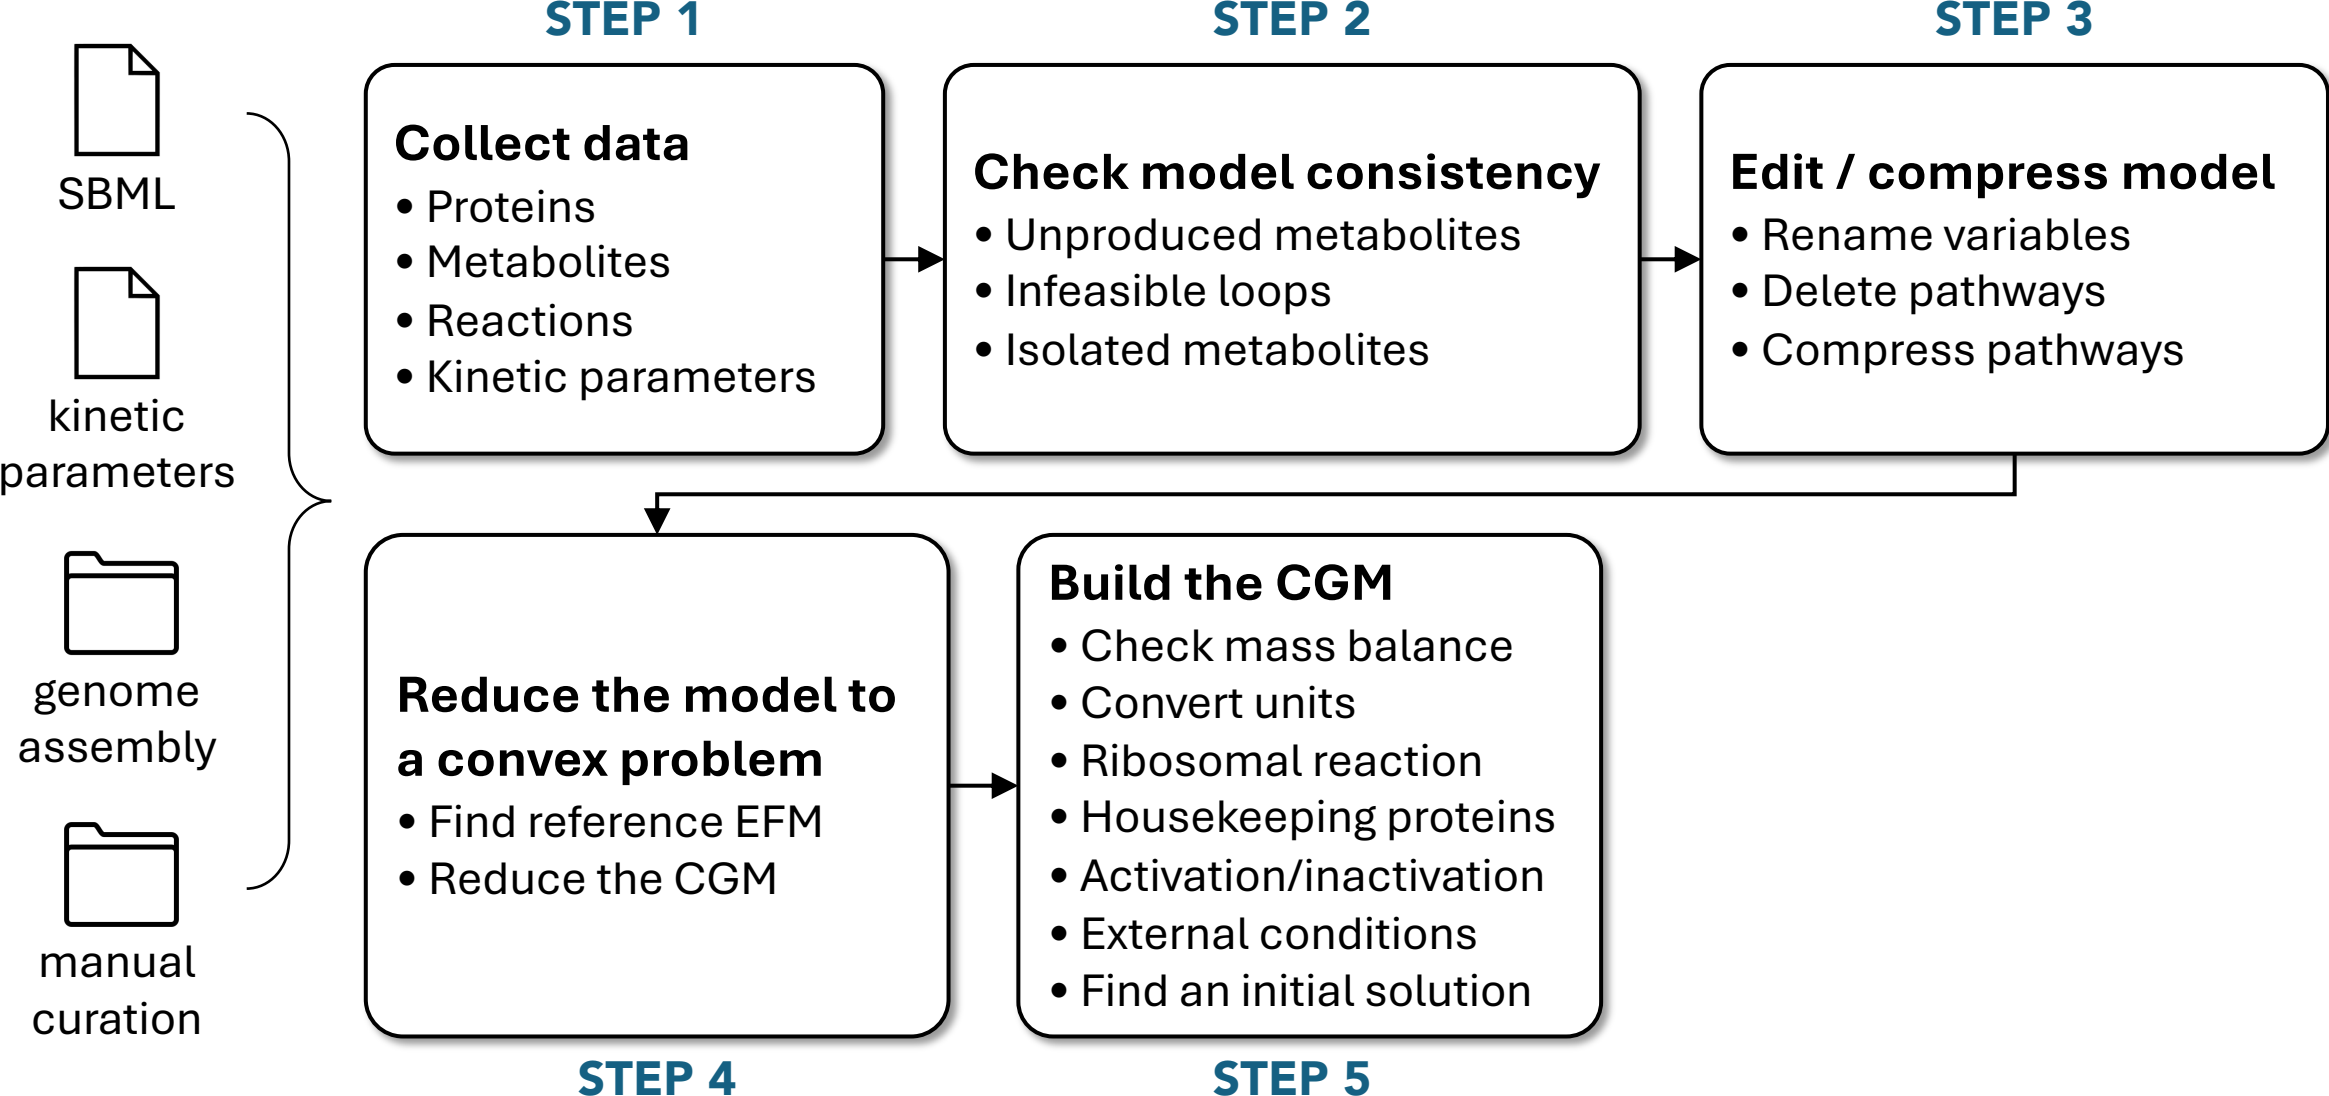 SBML
kinetic
parameters
genome
assembly
manual
curation
STEP 1
Collect data
• Proteins
• Metabolites
• Reactions
• Kinetic parameters
STEP 2
Check model consistency
• Unproduced metabolites
• Infeasible loops
• Isolated metabolites
STEP 3
Edit / compress model
• Rename variables
• Delete pathways
• Compress pathways
Reduce the model to
a convex problem
• Find reference EFM
• Reduce the CGM
STEP 4
Build the CGM
• Check mass balance
• Convert units
• Ribosomal reaction
• Housekeeping proteins
• Activation/inactivation
• External conditions
• Find an initial solution
STEP 5